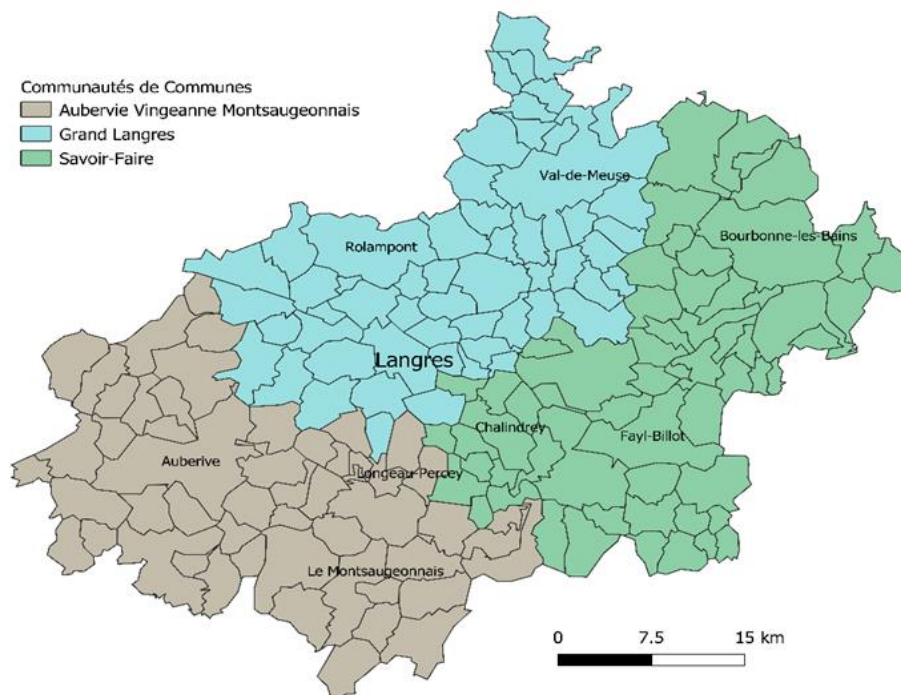 Communautés de Communes
Aubervie Vingeanne Montsaugeonnais
Grand Langres
Savoir-Faire
Val-de-Meuse
Bourbonne-les-Bains
Rolampont
Langres
Chalindrey
Fayl-Billot
Auberive
Longeau-Percey
Le Montsaugeonnais
0 7.5 15 km